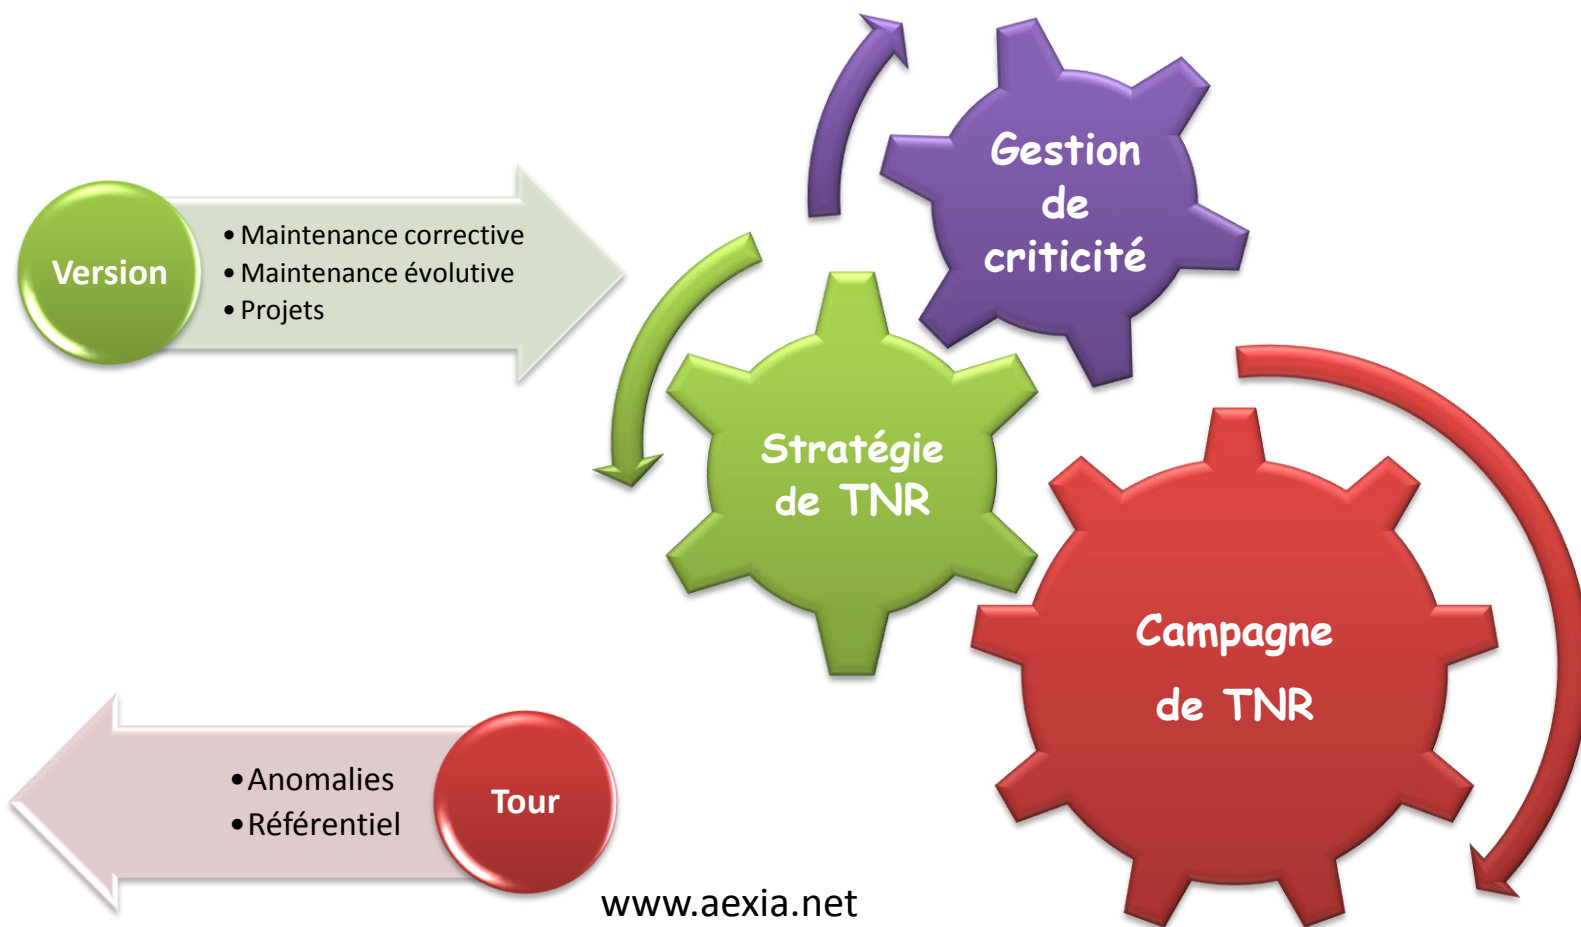 Gestion
de
criticité
Version
• Maintenance corrective
• Maintenance évolutive
• Projets
Stratégie
de TNR
Campagne
de TNR
• Anomalies
• Référentiel
Tour
www.aexia.net